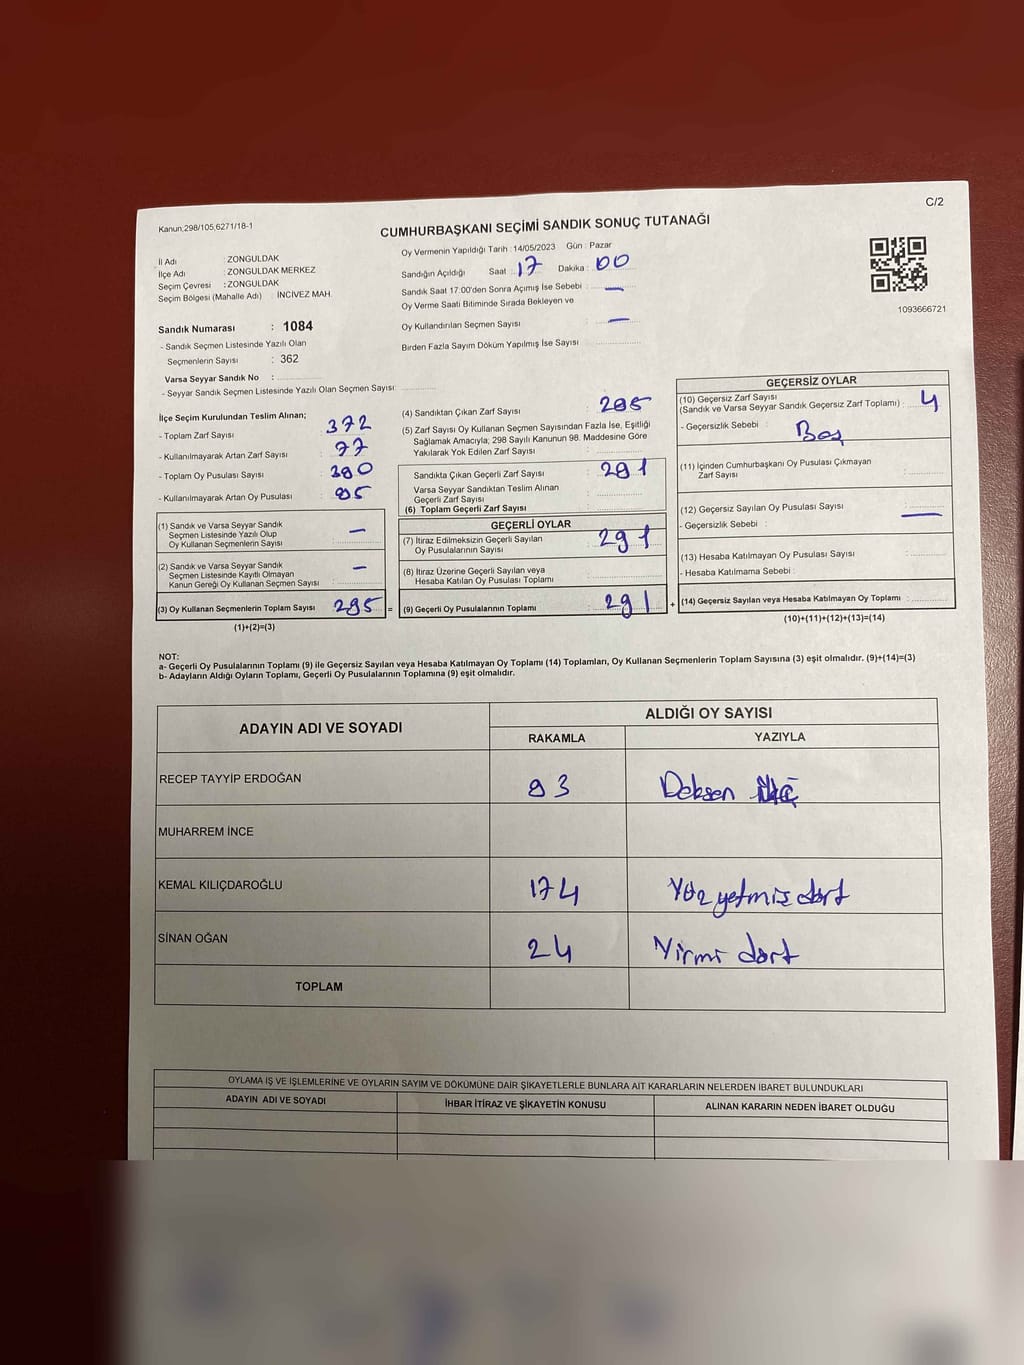 C/2
Kanun,298/105,6271/18-1
CUMHURBAŞKANI SEÇİMİ SANDIK SONUÇ TUTANAĞI
İl Adı : ZONGULDAK
İlçe Adı : ZONGULDAK MERKEZ
Seçim Çevresi : ZONGULDAK
Seçim Bölgesi (Mahalle Adı) : İNCİVEZ MAH.
Oy Vermenin Yapıldığı Tarih : 14/05/2023 Gün : Pazar
Sandığın Açıldığı Saat : 17 Dakika : 00
Sandık Saat 17:00'den Sonra Açımış İse Sebebi : —
Oy Verme Saati Bitiminde Sırada Bekleyen ve
Oy Kullandırılan Seçmen Sayısı : —
Birden Fazla Sayım Döküm Yapılmış İse Sayısı :
1093666721
Sandık Numarası : 1084
- Sandık Seçmen Listesinde Yazılı Olan
Seçmenlerin Sayısı : 362
Varsa Seyyar Sandık No :
- Seyyar Sandık Seçmen Listesinde Yazılı Olan Seçmen Sayısı:
İlçe Seçim Kurulundan Teslim Alınan;
- Toplam Zarf Sayısı : 372
- Kullanılmayarak Artan Zarf Sayısı : 77
- Toplam Oy Pusulası Sayısı : 390
- Kullanılmayarak Artan Oy Pusulası : 95
(1) Sandık ve Varsa Seyyar Sandık
Seçmen Listesinde Yazılı Olup
Oy Kullanan Seçmenlerin Sayısı : —
(2) Sandık ve Varsa Seyyar Sandık
Seçmen Listesinde Kayıtlı Olmayan
Kanun Gereği Oy Kullanan Seçmen Sayısı : —
(3) Oy Kullanan Seçmenlerin Toplam Sayısı : 295
(1)+(2)=(3)
=
(4) Sandıktan Çıkan Zarf Sayısı : 295
(5) Zarf Sayısı Oy Kullanan Seçmen Sayısından Fazla İse, Eşitliği
Sağlamak Amacıyla; 298 Sayılı Kanunun 98. Maddesine Göre
Yakılarak Yok Edilen Zarf Sayısı :
Sandıkta Çıkan Geçerli Zarf Sayısı : 291
Varsa Seyyar Sandıktan Teslim Alınan
Geçerli Zarf Sayısı :
(6) Toplam Geçerli Zarf Sayısı :
GEÇERLİ OYLAR
(7) İtiraz Edilmeksizin Geçerli Sayılan
Oy Pusulalarının Sayısı : 291
(8) İtiraz Üzerine Geçerli Sayılan veya
Hesaba Katılan Oy Pusulası Toplamı :
(9) Geçerli Oy Pusulalarının Toplamı : 291
+
GEÇERSİZ OYLAR
(10) Geçersiz Zarf Sayısı
(Sandık ve Varsa Seyyar Sandık Geçersiz Zarf Toplamı) : 4
- Geçersizlik Sebebi : Boş
(11) İçinden Cumhurbaşkanı Oy Pusulası Çıkmayan
Zarf Sayısı :
(12) Geçersiz Sayılan Oy Pusulası Sayısı : —
- Geçersizlik Sebebi :
(13) Hesaba Katılmayan Oy Pusulası Sayısı :
- Hesaba Katılmama Sebebi :
(14) Geçersiz Sayılan veya Hesaba Katılmayan Oy Toplamı :
(10)+(11)+(12)+(13)=(14)
NOT:
a- Geçerli Oy Pusulalarının Toplamı (9) ile Geçersiz Sayılan veya Hesaba Katılmayan Oy Toplamı (14) Toplamları, Oy Kullanan Seçmenlerin Toplam Sayısına (3) eşit olmalıdır. (9)+(14)=(3)
b- Adayların Aldığı Oyların Toplamı, Geçerli Oy Pusulalarının Toplamına (9) eşit olmalıdır.
ADAYIN ADI VE SOYADI
ALDIĞI OY SAYISI
RAKAMLA YAZIYLA
RECEP TAYYİP ERDOĞAN 93 Doksan
MUHARREM İNCE
KEMAL KILIÇDAROĞLU 174 Yüz yetmiş dört
SİNAN OĞAN 24 Yirmi dört
TOPLAM
OYLAMA İŞ VE İŞLEMLERİNE VE OYLARIN SAYIM VE DÖKÜMÜNE DAİR ŞİKAYETLERLE BUNLARA AİT KARARLARIN NELERDEN İBARET BULUNDUKLARI
ADAYIN ADI VE SOYADI İHBAR İTİRAZ VE ŞİKAYETİN KONUSU ALINAN KARARIN NEDEN İBARET OLDUĞU